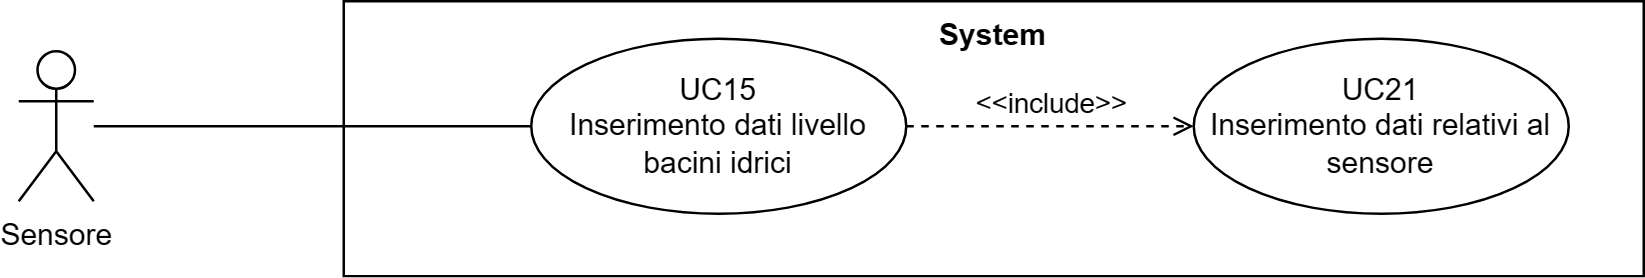 System
UC15
Inserimento dati livello
bacini idrici
<<include>>
UC21
Inserimento dati relativi al
sensore
Sensore